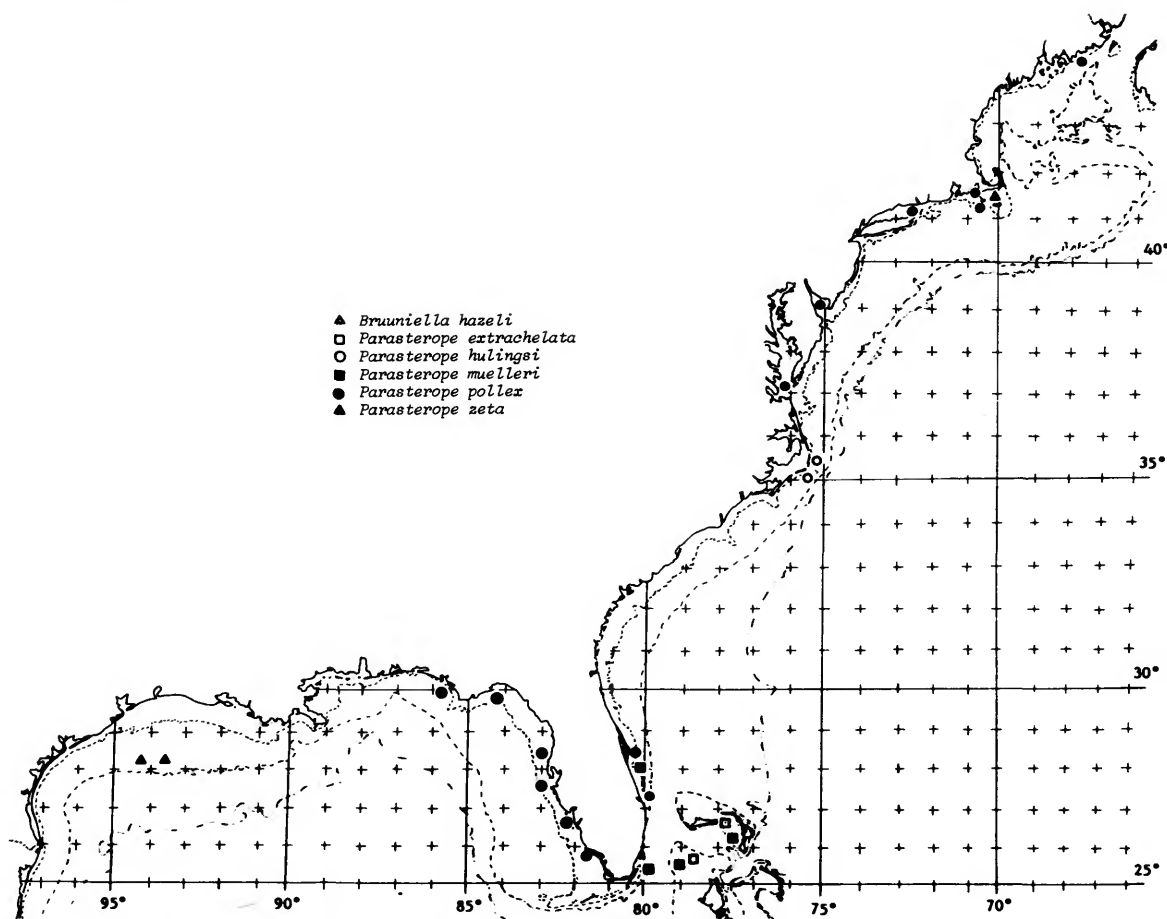 Bruuniella hazeli
Parasterope extrachelata
Parasterope hulingsi
Parasterope muelleri
Parasterope pollex
Parasterope zeta
40°
35°
30°
25°
95° 90° 85° 80° 75° 70°